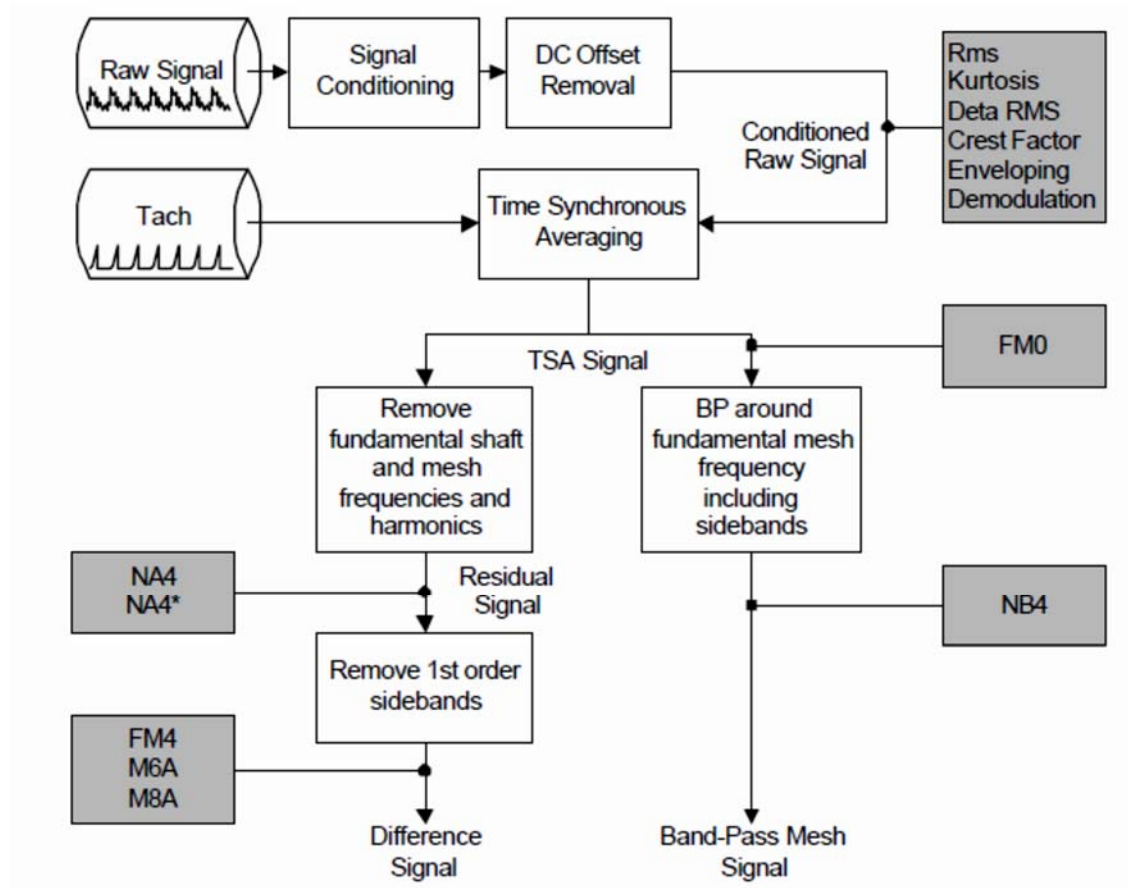 Raw Signal
Signal
Conditioning
DC Offset
Removal
Rms
Kurtosis
Deta RMS
Crest Factor
Enveloping
Demodulation
Conditioned
Raw Signal
Tach
Time Synchronous
Averaging
TSA Signal
FM0
Remove
fundamental shaft
and mesh
frequencies and
harmonics
BP around
fundamental mesh
frequency
including
sidebands
NA4
NA4*
Residual
Signal
NB4
Remove 1st order
sidebands
FM4
M6A
M8A
Difference
Signal
Band-Pass Mesh
Signal